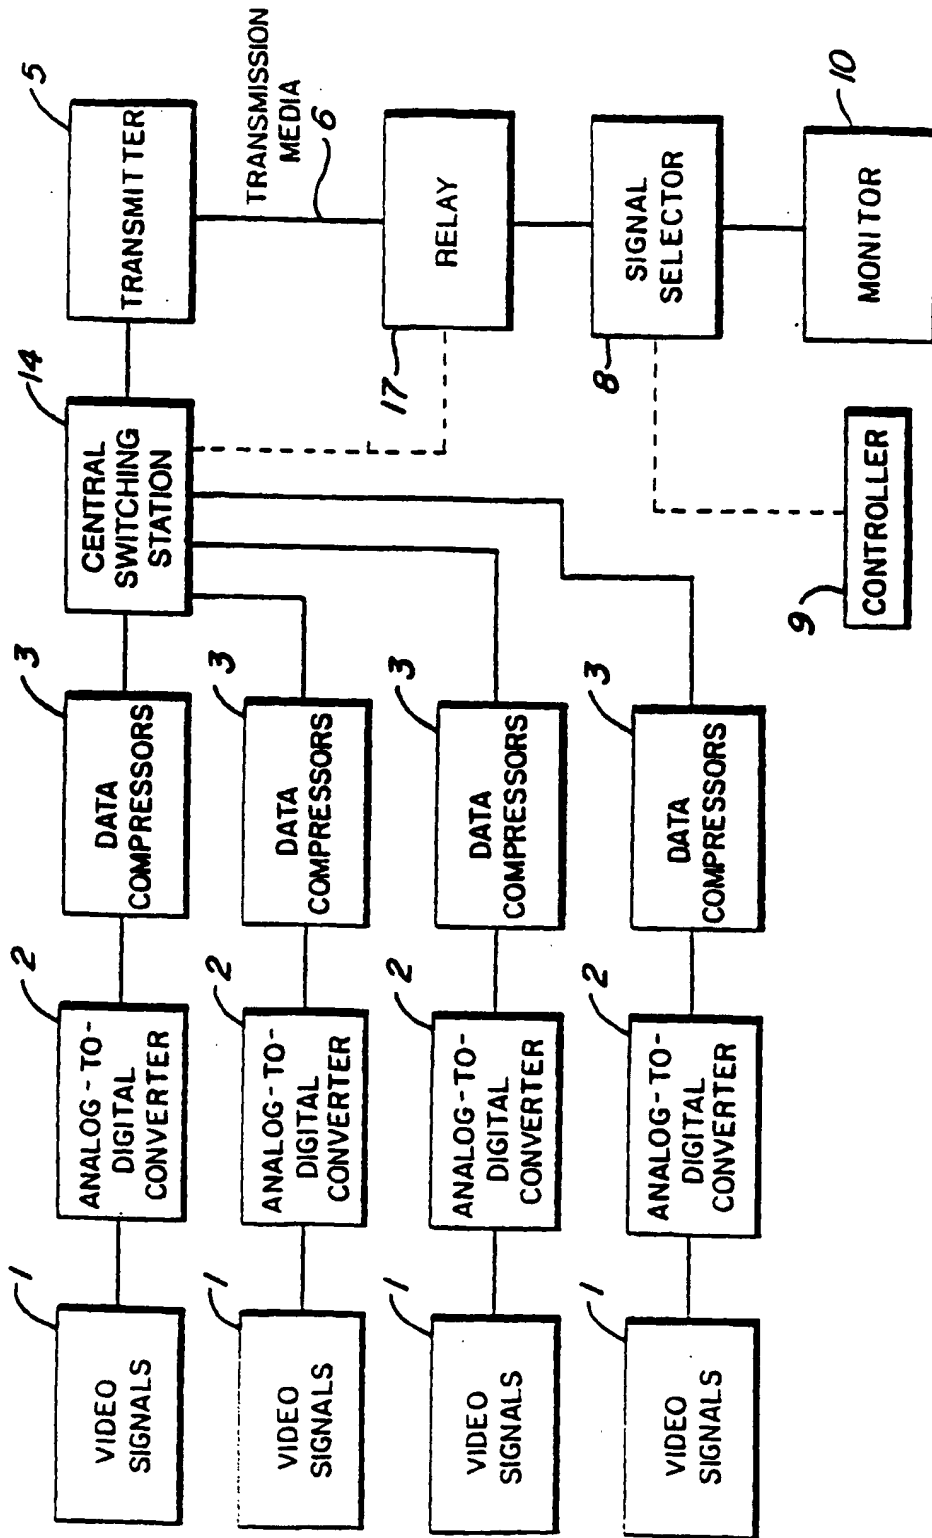 1
VIDEO
SIGNALS
2
ANALOG-TO-
DIGITAL
CONVERTER
3
DATA
COMPRESSORS
14
CENTRAL
SWITCHING
STATION
5
TRANSMITTER
1
VIDEO
SIGNALS
2
ANALOG-TO-
DIGITAL
CONVERTER
3
DATA
COMPRESSORS
TRANSMISSION
MEDIA
6
1
VIDEO
SIGNALS
2
ANALOG-TO-
DIGITAL
CONVERTER
3
DATA
COMPRESSORS
17
RELAY
1
VIDEO
SIGNALS
2
ANALOG-TO-
DIGITAL
CONVERTER
3
DATA
COMPRESSORS
8
SIGNAL
SELECTOR
9
CONTROLLER
10
MONITOR